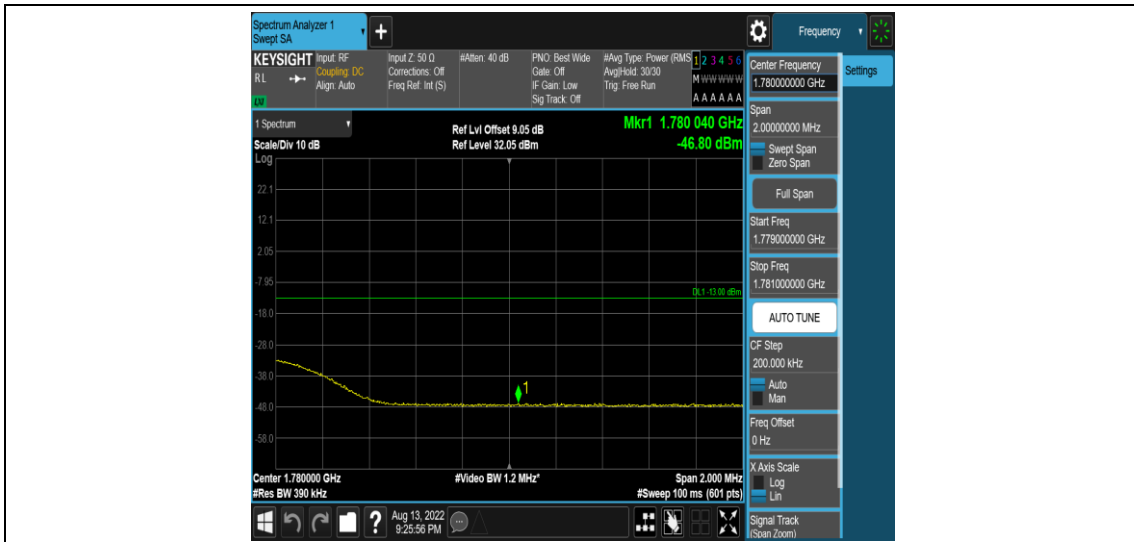 Spectrum Analyzer 1
Swept SA
+
Frequency
KEYSIGHT Input: RF Input Z: 50 Ω #Atten: 40 dB PNO: Best Wide #Avg Type: Power (RMS 1 2 3 4 5 6
RL Coupling: DC Corrections: Off Gate: Off Avg|Hold: 30/30 M W W W W W
Align: Auto Freq Ref: Int (S) IF Gain: Low Trig: Free Run
Sig Track: Off A A A A A A
1 Spectrum
Ref Lvl Offset 9.05 dB
Mkr1 1.780 040 GHz
Scale/Div 10 dB
Ref Level 32.05 dBm
-46.80 dBm
Log
22.1
12.1
2.05
-7.95
DL1 -13.00 dBm
-18.0
-28.0
-38.0
1
-48.0
-58.0
Center 1.780000 GHz #Video BW 1.2 MHz* Span 2.000 MHz
#Res BW 390 kHz #Sweep 100 ms (601 pts)
? Aug 13, 2022
9:25:56 PM
Center Frequency
1.780000000 GHz
Settings
Span
2.00000000 MHz
Swept Span
Zero Span
Full Span
Start Freq
1.779000000 GHz
Stop Freq
1.781000000 GHz
AUTO TUNE
CF Step
200.000 kHz
Auto
Man
Freq Offset
0 Hz
X Axis Scale
Log
Lin
Signal Track
(Span Zoom)